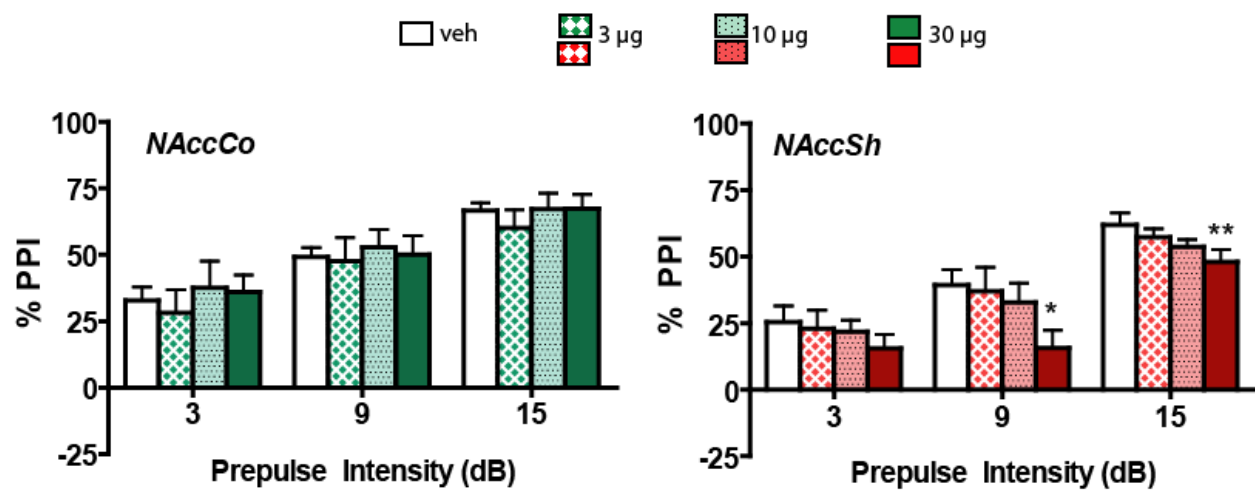 veh 3 µg 10 µg 30 µg
NAccCo
100
75
50
25
0
-25
% PPI
3 9 15
Prepulse Intensity (dB)
NAccSh
100
75
50
25
0
-25
% PPI
* **
3 9 15
Prepulse Intensity (dB)